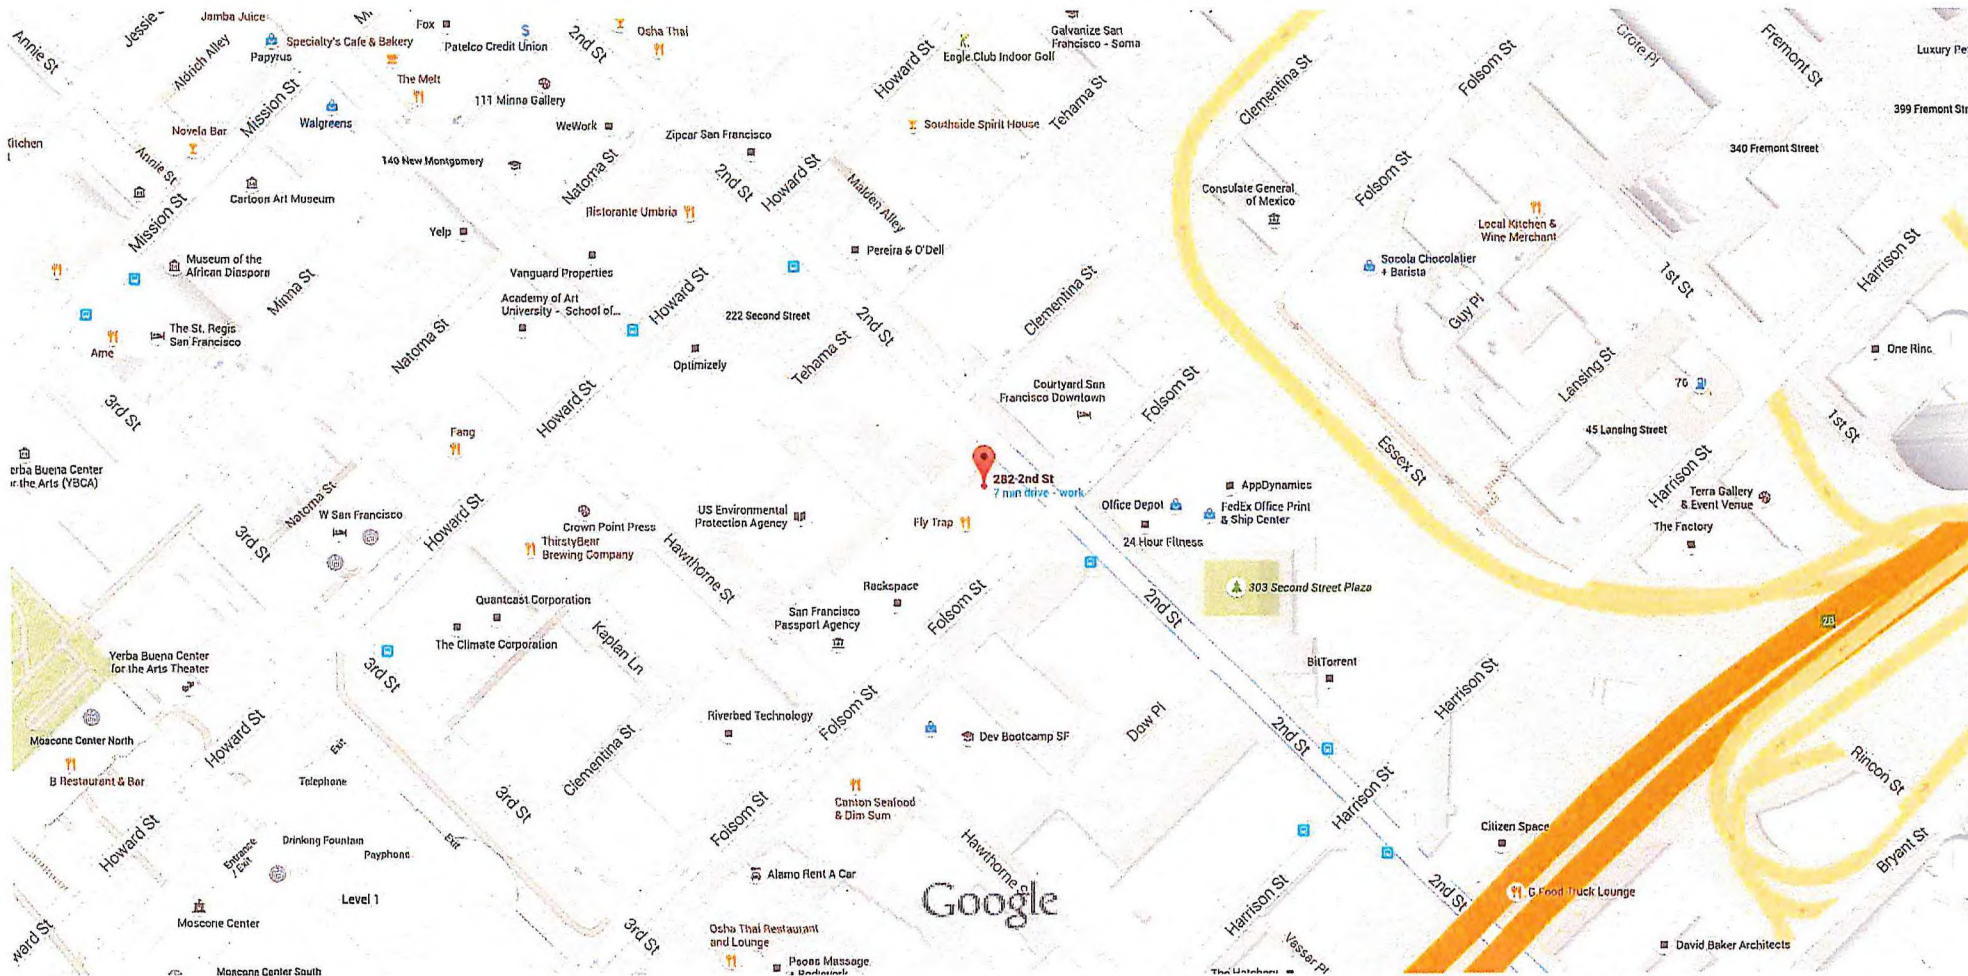 Annie St
Jessie
Jamba Juice
Fox
2nd St
Osha Thai
Aldrich Alley
Papyrus
Specialty's Cafe & Bakery
Patelco Credit Union
Howard St
Eagle Club Indoor Golf
Galvanize San
Francisco - Soma
Folsom St
Grote Pl
Fremont St
The Melt
Mission St
Walgreens
111 Minna Gallery
Clementina St
399 Fremont
Novela Bar
WeWork
Zipcar San Francisco
Southside Spirit House
Tehama St
340 Fremont Street
Annie St
140 New Montgomery
Natoma St
2nd St
Howard St
Malden Alley
Folsom St
Cartoon Art Museum
Consulate General
of Mexico
Mission St
Ristorante Umbria
Yelp
Pereira & O'Dell
Local Kitchen &
Wine Merchant
Museum of the
African Diaspora
Minna St
Vanguard Properties
Socola Chocolatier
+ Barista
1st St
Harrison St
Academy of Art
University - School of...
Howard St
222 Second Street
2nd St
Clementina St
Guy Pl
The St. Regis
San Francisco
Ame
Natoma St
Optimizely
Tehama St
Lansing St
3rd St
Howard St
Courtyard San
Francisco Downtown
Folsom St
76
45 Lansing Street
1st St
Fang
Essex St
Yerba Buena Center
for the Arts (YBCA)
282 2nd St
7 min drive - work
AppDynamics
Harrison St
Terra Gallery
& Event Venue
Natoma St
W San Francisco
Howard St
Crown Point Press
US Environmental
Protection Agency
Fly Trap
Office Depot
FedEx Office Print
& Ship Center
The Factory
3rd St
ThirstyBear
Brewing Company
Hawthorne St
24 Hour Fitness
Rackspace
303 Second Street Plaza
Quantcast Corporation
San Francisco
Passport Agency
Folsom St
2nd St
The Climate Corporation
Kaplan Ln
Yerba Buena Center
for the Arts Theater
3rd St
BitTorrent
Harrison St
Howard St
Moscone Center North
Riverbed Technology
Folsom St
Dev Bootcamp SF
Dow Pl
2nd St
Exit
B Restaurant & Bar
Telephone
Clementina St
3rd St
Canton Seafood
& Dim Sum
Harrison St
Rincon St
Howard St
Entrance
/ Exit
Drinking Fountain
Payphone
Exit
Folsom St
Hawthorne St
Citizen Space
Bryant St
Alamo Rent A Car
Google
Level 1
Moscone Center
Harrison St
2nd St
G Food Truck Lounge
3rd St
Osha Thai Restaurant
and Lounge
Vassar Pl
David Baker Architects
Moscone Center South
Massage
The Hatchery